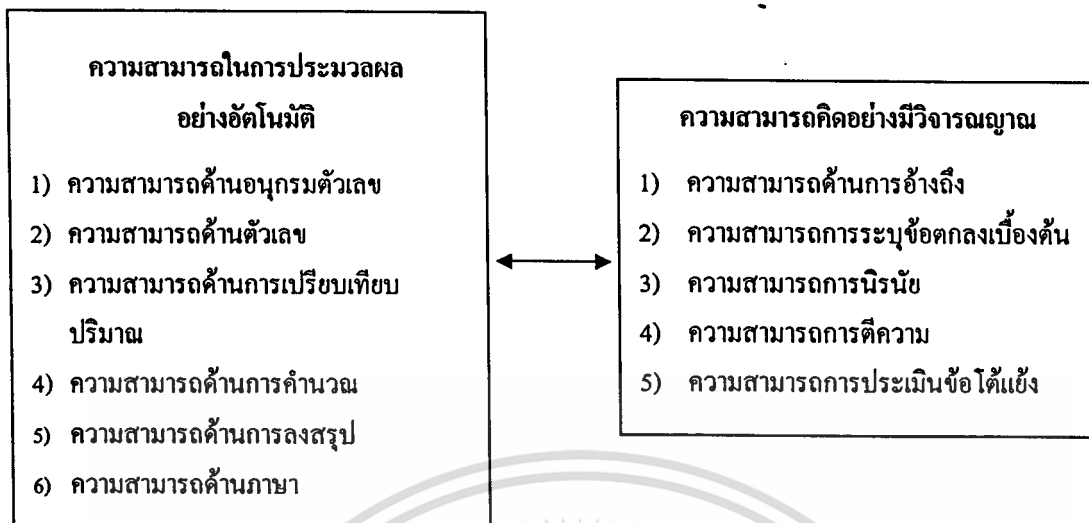 ความสามารถในการประมวลผล
อย่างอัตโนมัติ
1) ความสามารถด้านอนุกรมตัวเลข
2) ความสามารถด้านตัวเลข
3) ความสามารถด้านการเปรียบเทียบ
ปริมาณ
4) ความสามารถด้านการคำนวณ
5) ความสามารถด้านการลงสรุป
6) ความสามารถด้านภาษา
ความสามารถคิดอย่างมีวิจารณญาณ
1) ความสามารถด้านการอ้างถึง
2) ความสามารถการระบุข้อตกลงเบื้องต้น
3) ความสามารถการนิรนัย
4) ความสามารถการตีความ
5) ความสามารถการประเมินข้อโต้แย้ง